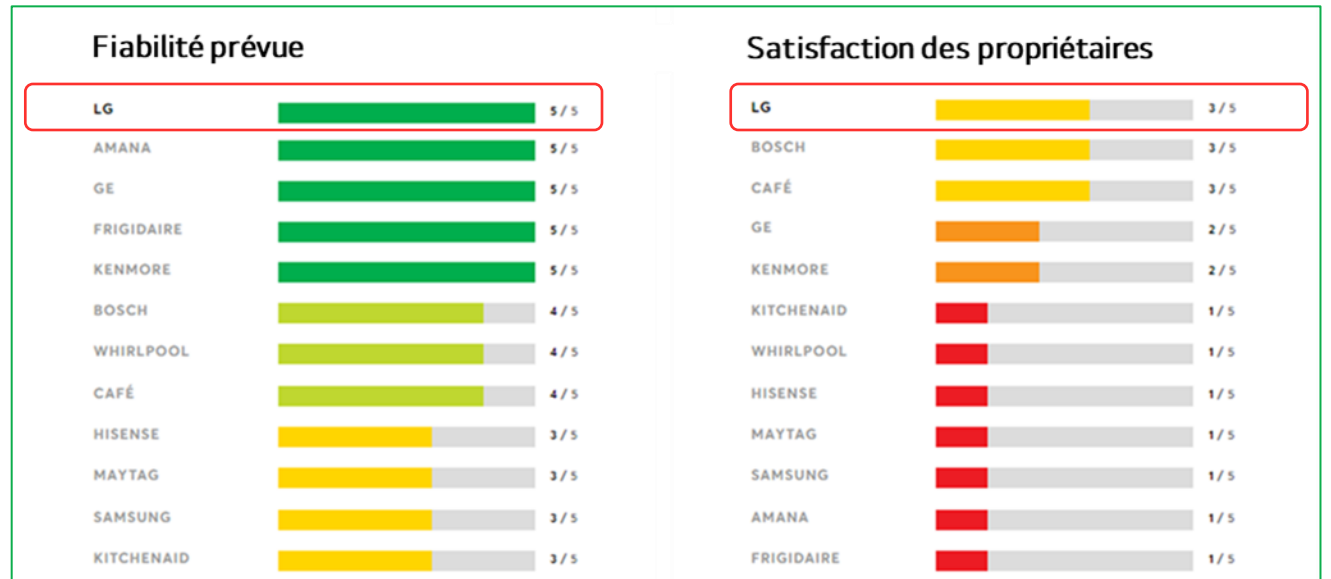 Fiabilité prévue
LG 5/5
AMANA 5/5
GE 5/5
FRIGIDAIRE 5/5
KENMORE 5/5
BOSCH 4/5
WHIRLPOOL 4/5
CAFÉ 4/5
HISENSE 3/5
MAYTAG 3/5
SAMSUNG 3/5
KITCHENAID 3/5
Satisfaction des propriétaires
LG 3/5
BOSCH 3/5
CAFÉ 3/5
GE 2/5
KENMORE 2/5
KITCHENAID 1/5
WHIRLPOOL 1/5
HISENSE 1/5
MAYTAG 1/5
SAMSUNG 1/5
AMANA 1/5
FRIGIDAIRE 1/5